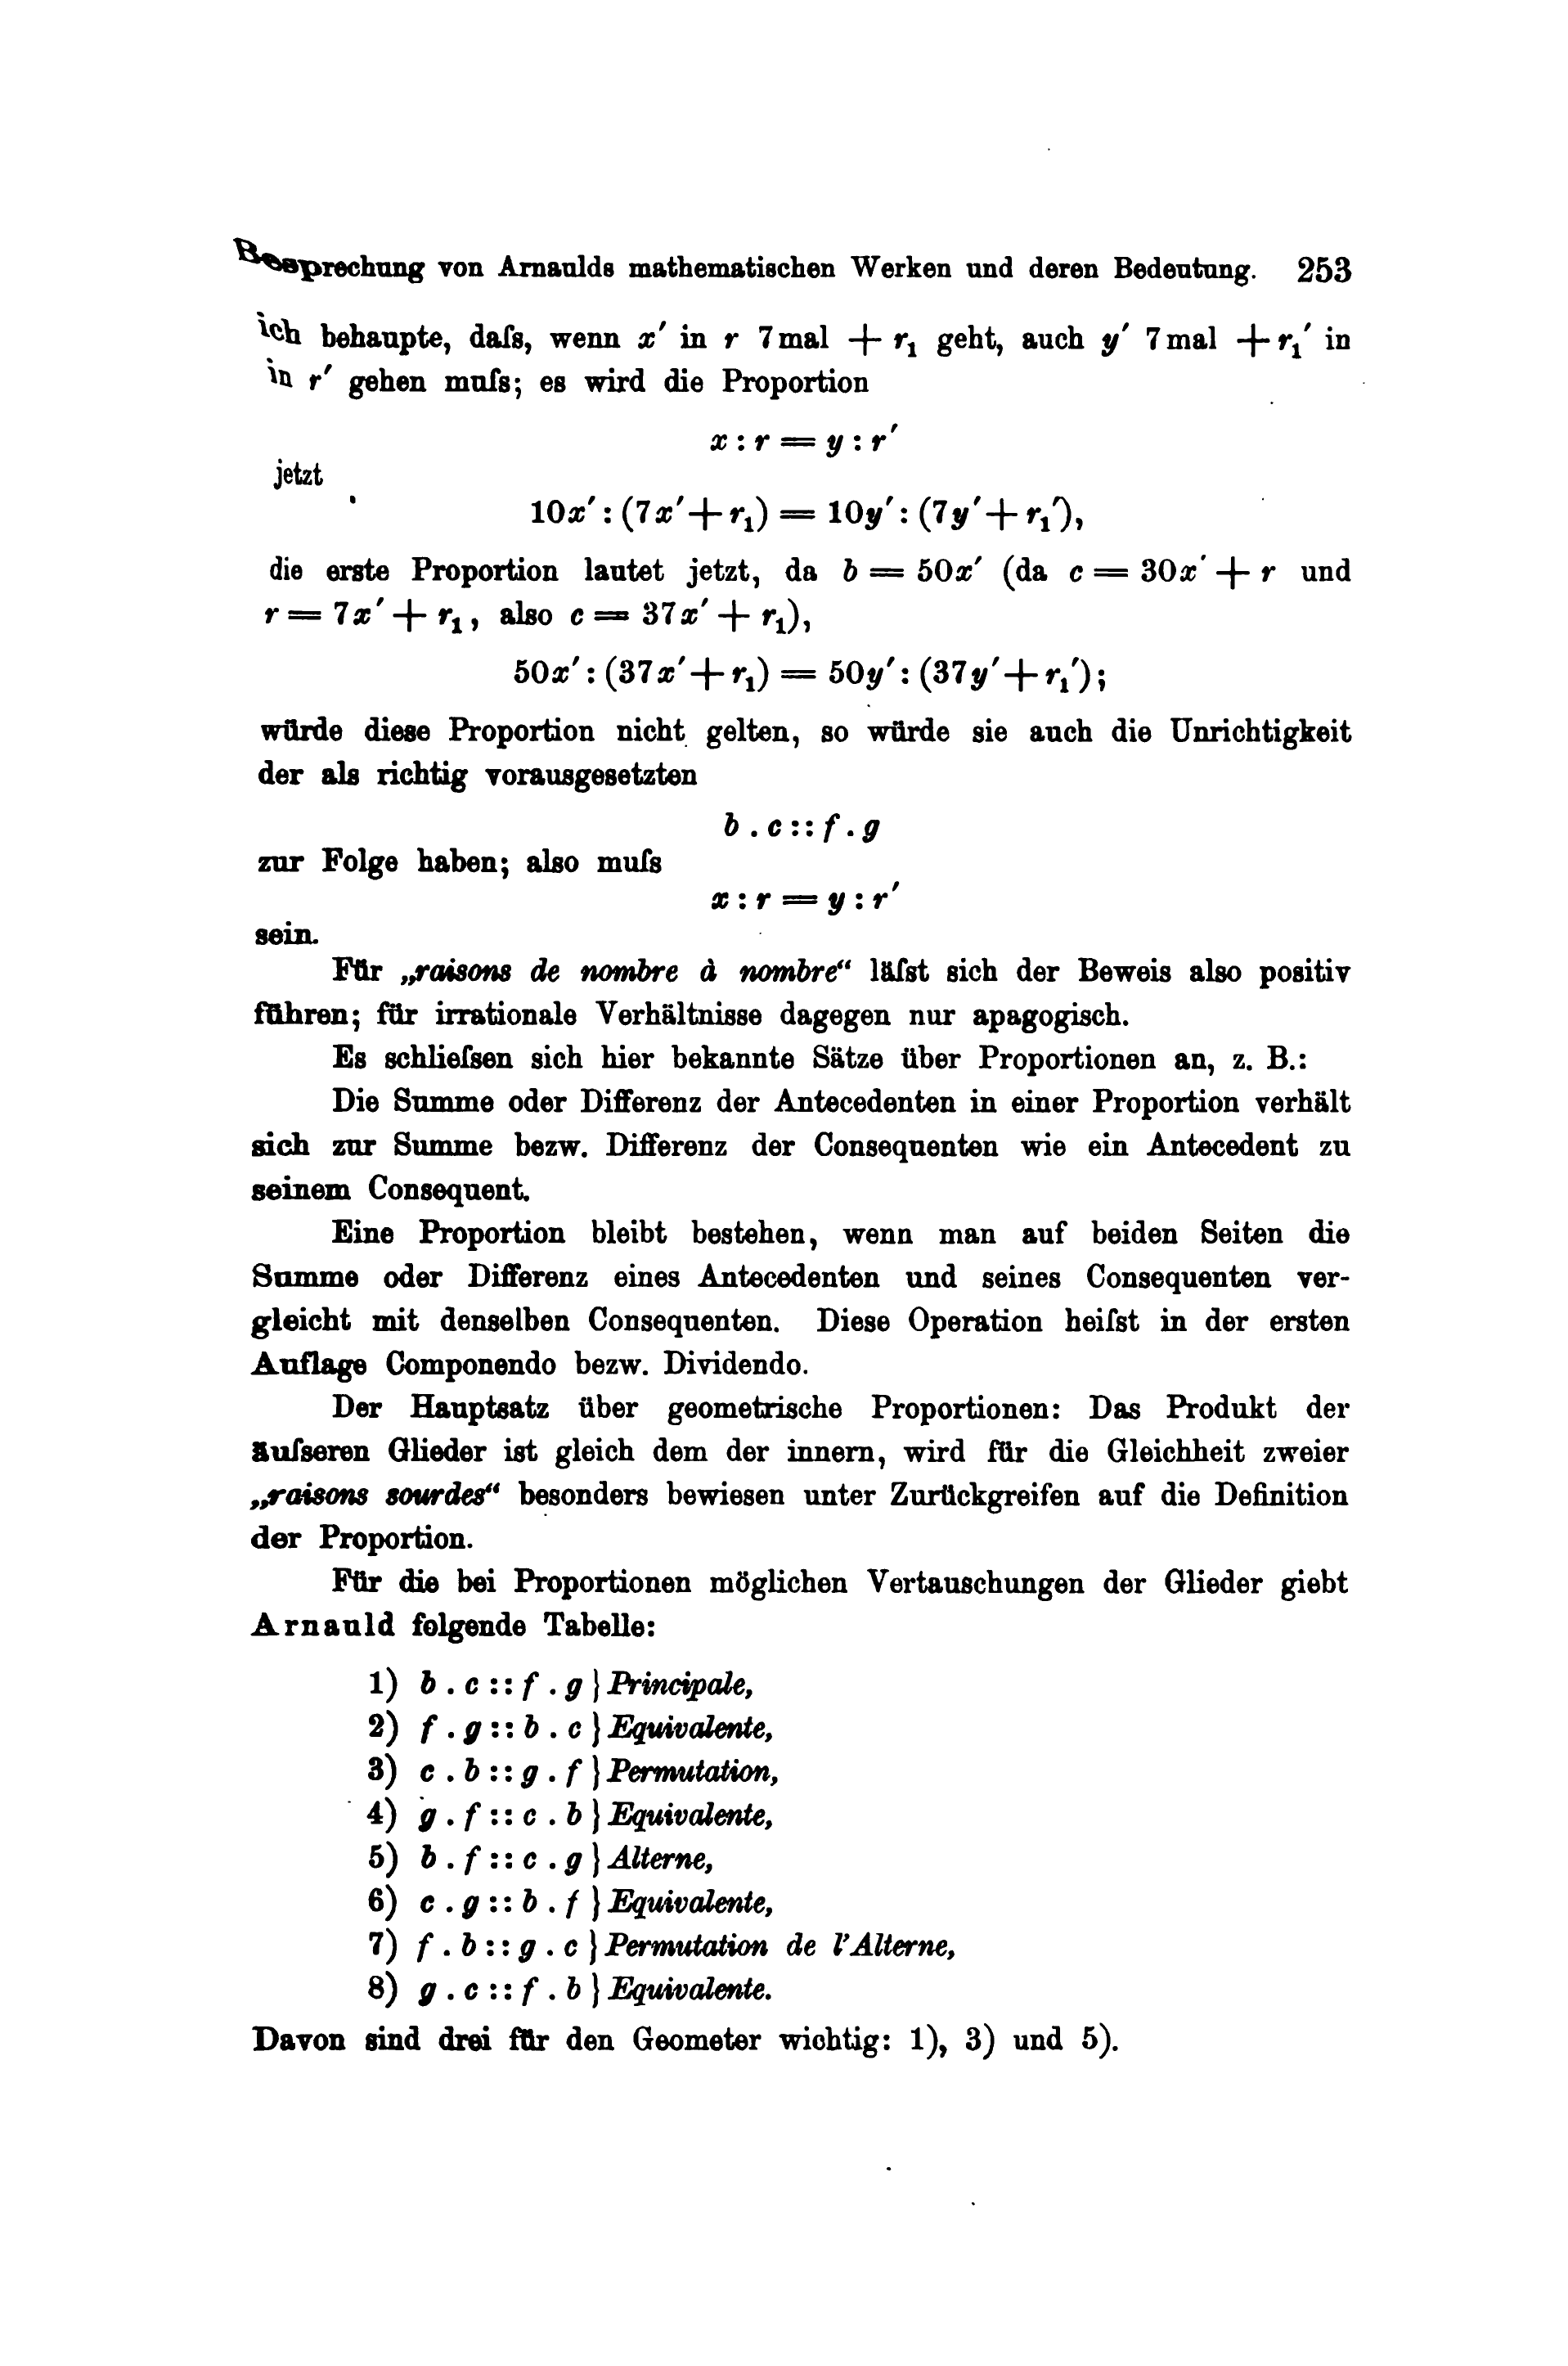 Besprechung von Arnaulds mathematischen Werken und deren Bedeutung. 253
ich behaupte, daſs, wenn x′ in r 7mal + r₁ geht, auch y′ 7mal + r₁′ in
in r′ gehen muſs; es wird die Proportion
x : r = y : r′
jetzt
10x′ : (7x′ + r₁) = 10y′ : (7y′ + r₁′),
die erste Proportion lautet jetzt, da b = 50x′ (da c = 30x′ + r und
r = 7x′ + r₁, also c = 37x′ + r₁),
50x′ : (37x′ + r₁) = 50y′ : (37y′ + r₁′);
würde diese Proportion nicht gelten, so würde sie auch die Unrichtigkeit
der als richtig vorausgesetzten
b . c :: f . g
zur Folge haben; also muſs
x : r = y : r′
sein.
Für „raisons de nombre à nombre“ läſst sich der Beweis also positiv
führen; für irrationale Verhältnisse dagegen nur apagogisch.
Es schlieſsen sich hier bekannte Sätze über Proportionen an, z. B.:
Die Summe oder Differenz der Antecedenten in einer Proportion verhält
sich zur Summe bezw. Differenz der Consequenten wie ein Antecedent zu
seinem Consequent.
Eine Proportion bleibt bestehen, wenn man auf beiden Seiten die
Summe oder Differenz eines Antecedenten und seines Consequenten ver-
gleicht mit denselben Consequenten. Diese Operation heiſst in der ersten
Auflage Componendo bezw. Dividendo.
Der Hauptsatz über geometrische Proportionen: Das Produkt der
äuſseren Glieder ist gleich dem der innern, wird für die Gleichheit zweier
„raisons sourdes“ besonders bewiesen unter Zurückgreifen auf die Definition
der Proportion.
Für die bei Proportionen möglichen Vertauschungen der Glieder giebt
Arnauld folgende Tabelle:
1) b . c :: f . g } Principale,
2) f . g :: b . c } Equivalente,
3) c . b :: g . f } Permutation,
4) g . f :: c . b } Equivalente,
5) b . f :: c . g } Alterne,
6) c . g :: b . f } Equivalente,
7) f . b :: g . c } Permutation de l'Alterne,
8) g . c :: f . b } Equivalente.
Davon sind drei für den Geometer wichtig: 1), 3) und 5).